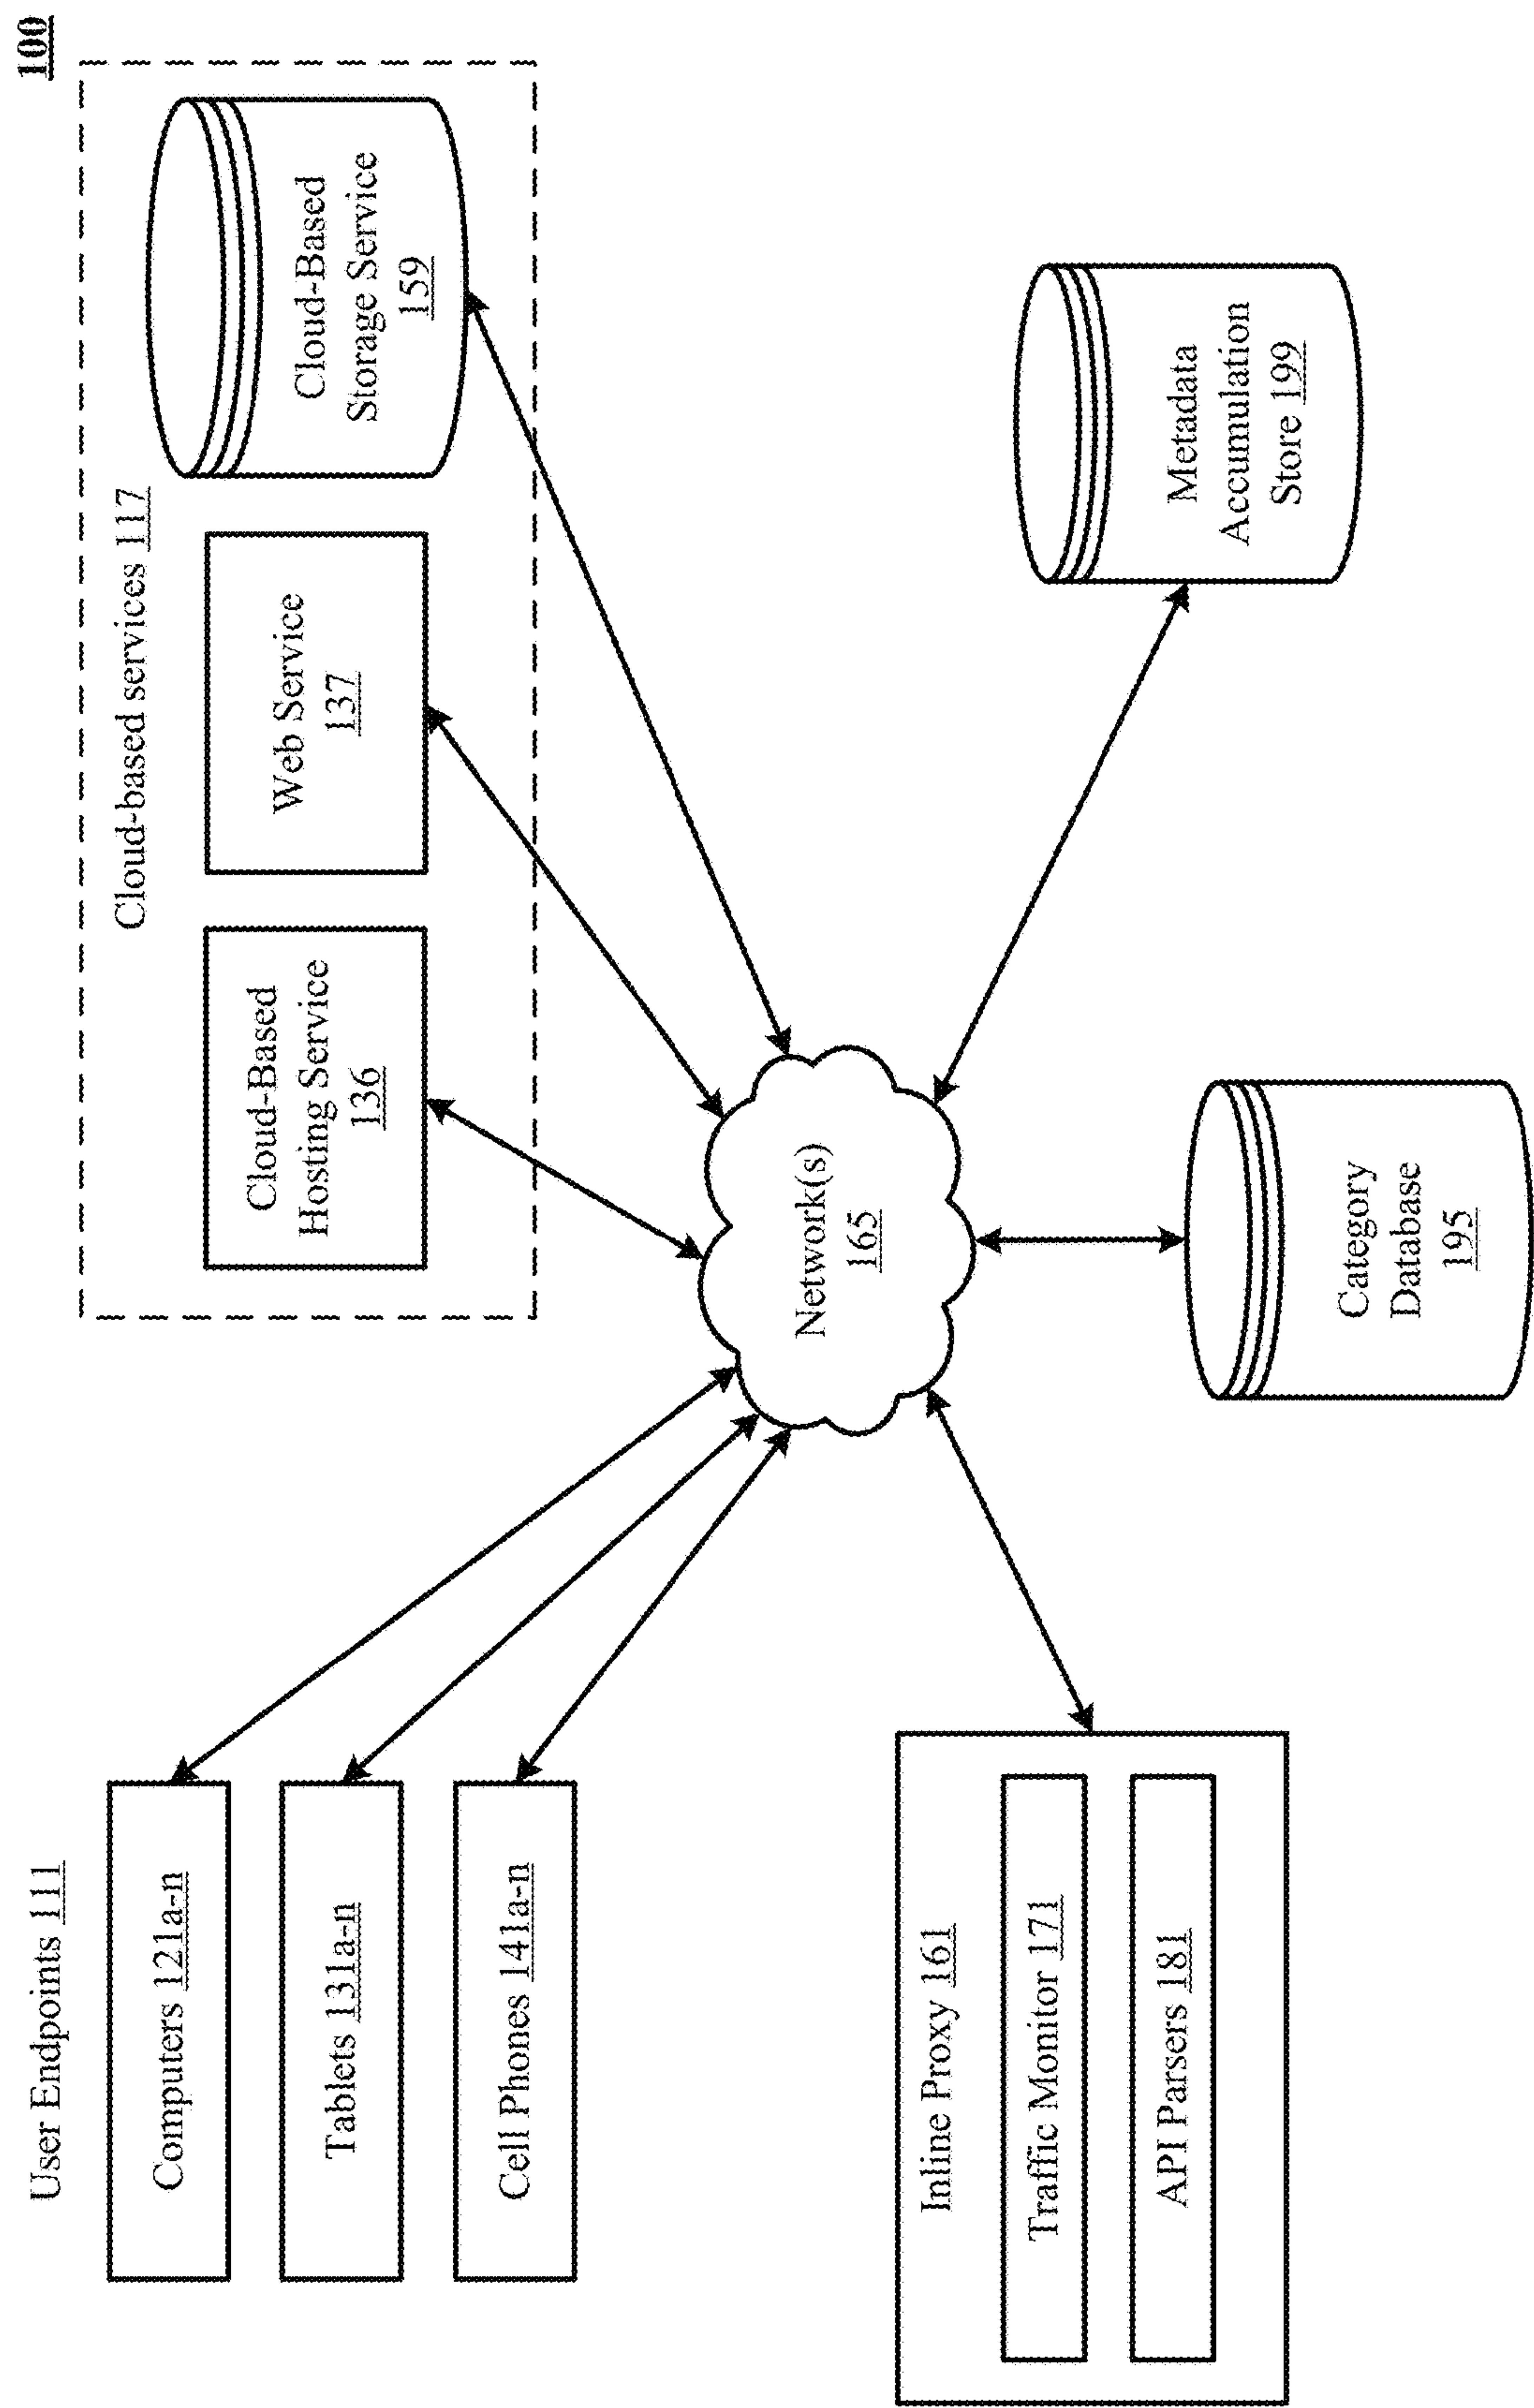 100
User Endpoints 111
Computers 121a-n
Tablets 131a-n
Cell Phones 141a-n
Cloud-based services 117
Cloud-Based
Hosting Service
136
Web Service
137
Cloud-Based
Storage Service
159
Network(s)
165
Inline Proxy 161
Traffic Monitor 171
API Parsers 181
Category
Database
195
Metadata
Accumulation
Store 199